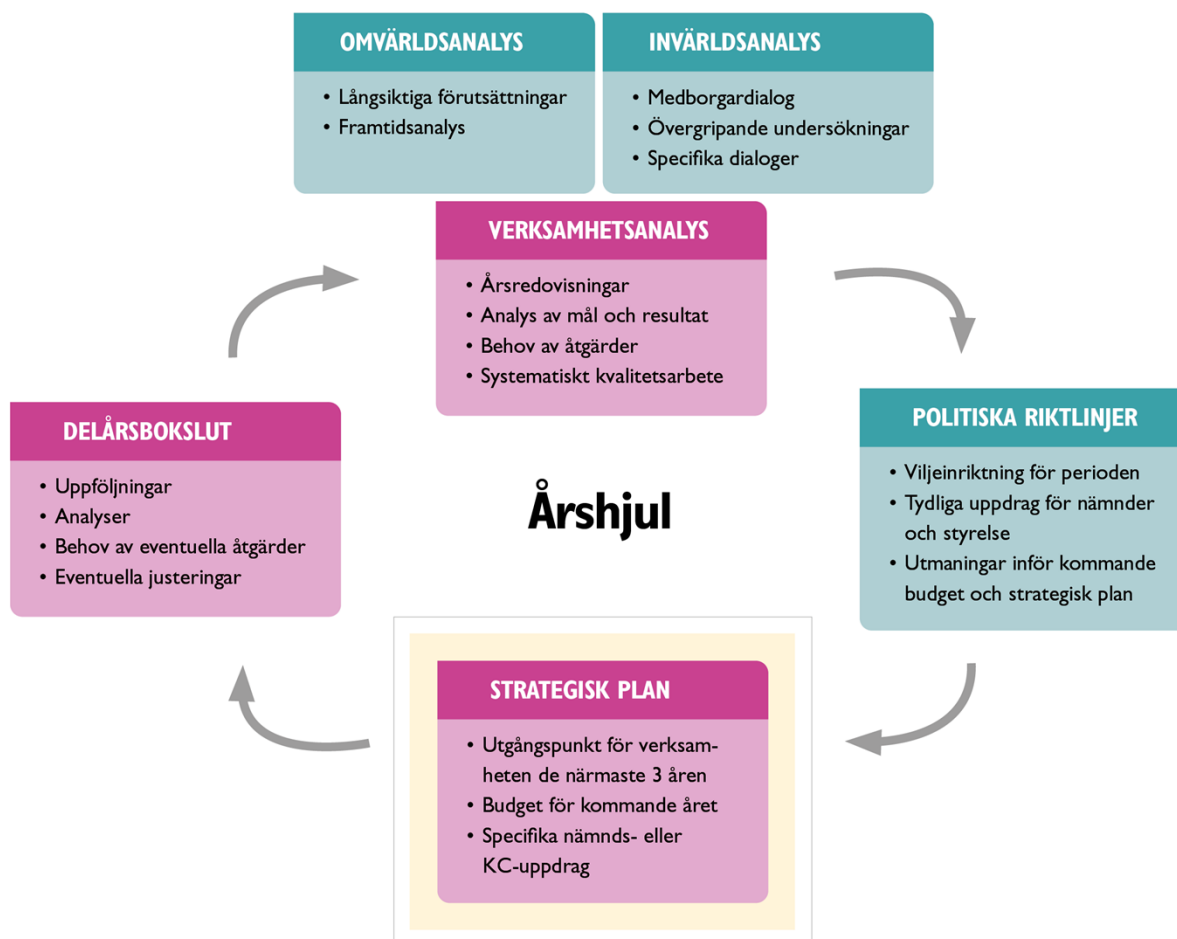 OMVÄRLDSANALYS
• Långsiktiga förutsättningar
• Framtidsanalys
INVÄRLDSANALYS
• Medborgardialog
• Övergripande undersökningar
• Specifika dialoger
VERKSAMHETSANALYS
• Årsredovisningar
• Analys av mål och resultat
• Behov av åtgärder
• Systematiskt kvalitetsarbete
DELÅRSBOKSLUT
• Uppföljningar
• Analyser
• Behov av eventuella åtgärder
• Eventuella justeringar
Årshjul
POLITISKA RIKTLINJER
• Viljeinriktning för perioden
• Tydliga uppdrag för nämnder
och styrelse
• Utmaningar inför kommande
budget och strategisk plan
STRATEGISK PLAN
• Utgångspunkt för verksam-
heten de närmaste 3 åren
• Budget för kommande året
• Specifika nämnds- eller
KC-uppdrag